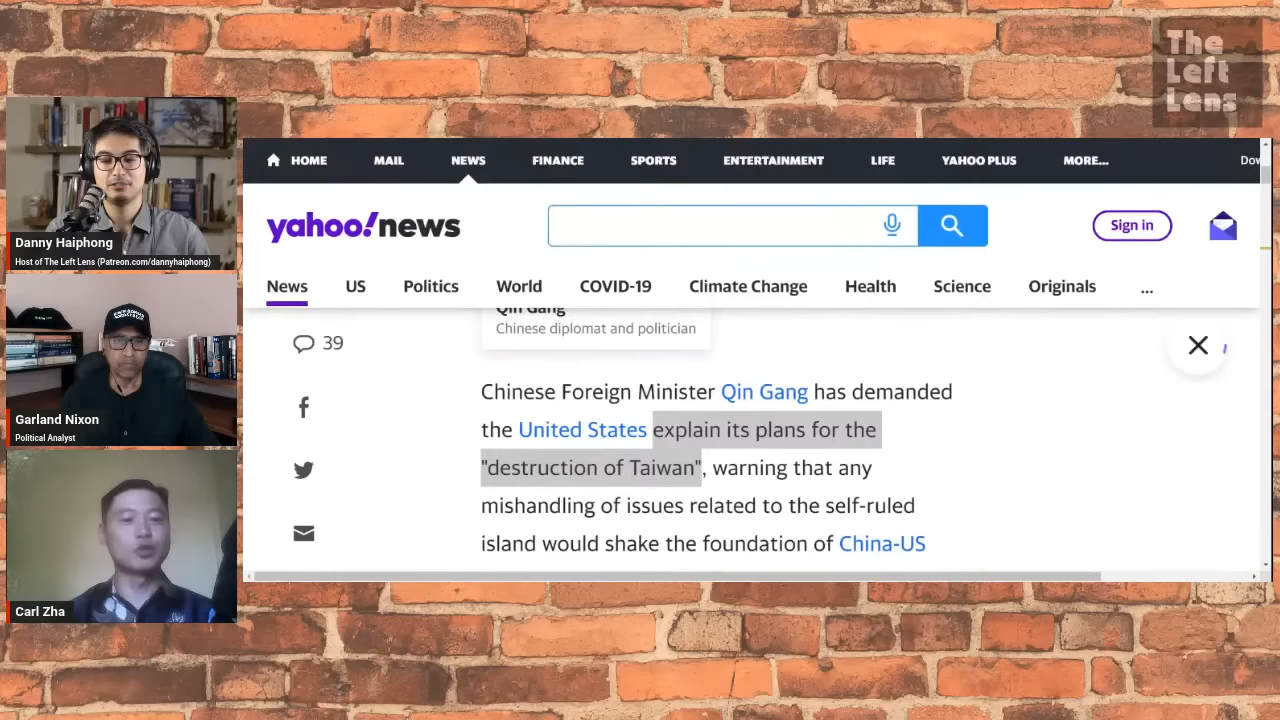 The
Left
Lens
Danny Haiphong
Host of The Left Lens (Patreon.com/dannyhaiphong)
Garland Nixon
Political Analyst
Carl Zha
HOME MAIL NEWS FINANCE SPORTS ENTERTAINMENT LIFE YAHOO PLUS MORE... Dow
yahoo!news
Sign in
News US Politics World COVID-19 Climate Change Health Science Originals ...
Qin Gang
Chinese diplomat and politician
39
Chinese Foreign Minister Qin Gang has demanded
the United States explain its plans for the
"destruction of Taiwan", warning that any
mishandling of issues related to the self-ruled
island would shake the foundation of China-US